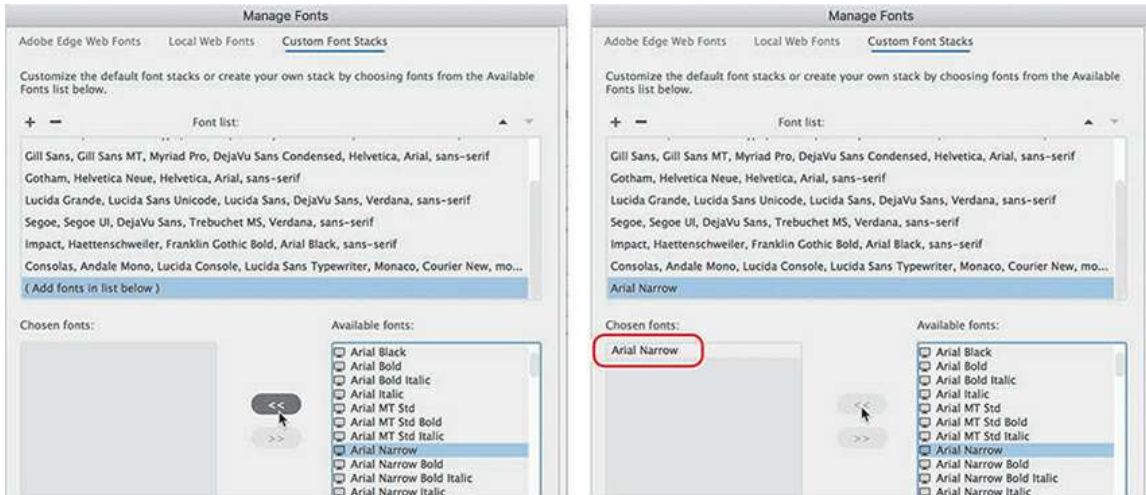 Manage Fonts
Adobe Edge Web Fonts Local Web Fonts Custom Font Stacks
Customize the default font stacks or create your own stack by choosing fonts from the Available
Fonts list below.
+ − Font list:
Gill Sans, Gill Sans MT, Myriad Pro, DejaVu Sans Condensed, Helvetica, Arial, sans-serif
Gotham, Helvetica Neue, Helvetica, Arial, sans-serif
Lucida Grande, Lucida Sans Unicode, Lucida Sans, DejaVu Sans, Verdana, sans-serif
Segoe, Segoe UI, DejaVu Sans, Trebuchet MS, Verdana, sans-serif
Impact, Haettenschweiler, Franklin Gothic Bold, Arial Black, sans-serif
Consolas, Andale Mono, Lucida Console, Lucida Sans Typewriter, Monaco, Courier New, mo...
( Add fonts in list below )
Chosen fonts:
Available fonts:
Arial Black
Arial Bold
Arial Bold Italic
Arial Italic
Arial MT Std
Arial MT Std Bold
Arial MT Std Italic
Arial Narrow
Arial Narrow Bold
Arial Narrow Bold Italic
Arial Narrow Italic
<<
>>
Manage Fonts
Adobe Edge Web Fonts Local Web Fonts Custom Font Stacks
Customize the default font stacks or create your own stack by choosing fonts from the Available
Fonts list below.
+ − Font list:
Gill Sans, Gill Sans MT, Myriad Pro, DejaVu Sans Condensed, Helvetica, Arial, sans-serif
Gotham, Helvetica Neue, Helvetica, Arial, sans-serif
Lucida Grande, Lucida Sans Unicode, Lucida Sans, DejaVu Sans, Verdana, sans-serif
Segoe, Segoe UI, DejaVu Sans, Trebuchet MS, Verdana, sans-serif
Impact, Haettenschweiler, Franklin Gothic Bold, Arial Black, sans-serif
Consolas, Andale Mono, Lucida Console, Lucida Sans Typewriter, Monaco, Courier New, mo...
Arial Narrow
Chosen fonts:
Arial Narrow
Available fonts:
Arial Black
Arial Bold
Arial Bold Italic
Arial Italic
Arial MT Std
Arial MT Std Bold
Arial MT Std Italic
Arial Narrow
Arial Narrow Bold
Arial Narrow Bold Italic
Arial Narrow Italic
<<
>>